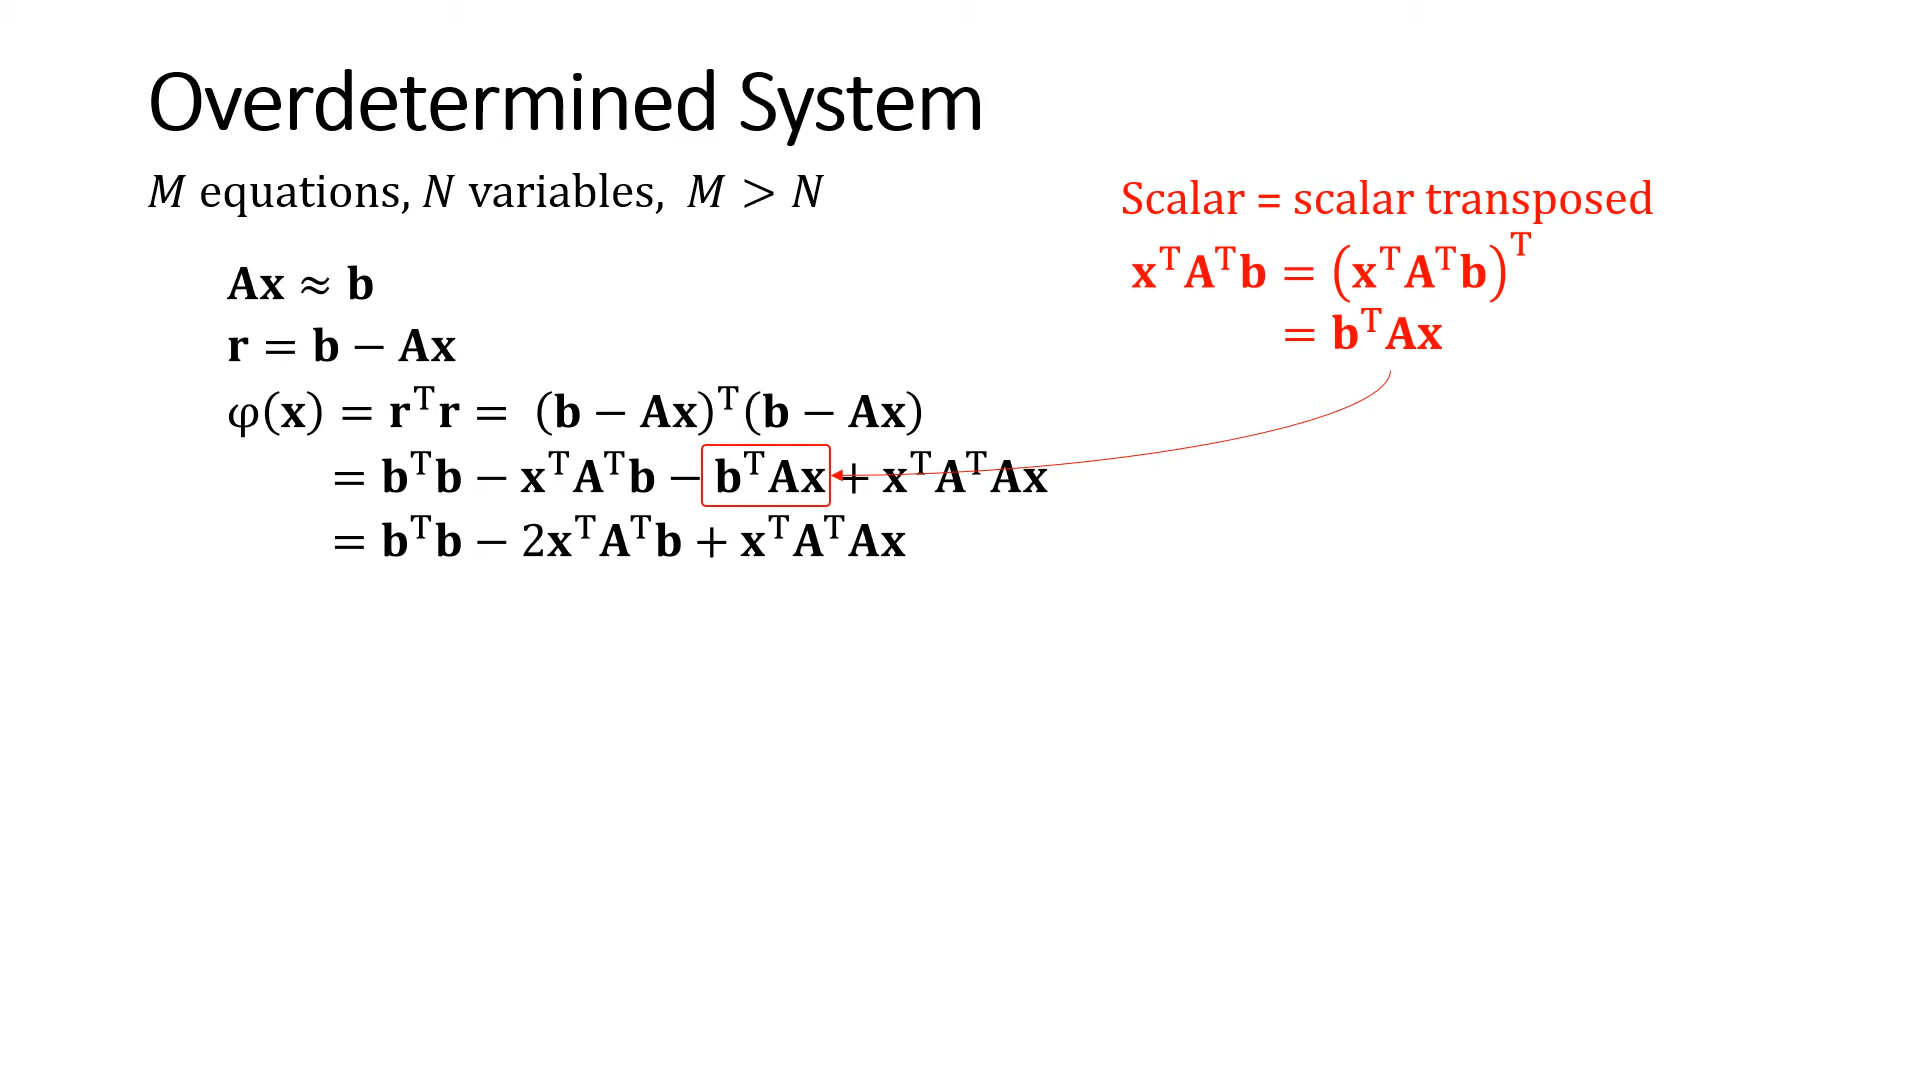 Overdetermined System
M equations, N variables, M > N
Ax ≈ b
r = b − Ax
φ(x) = rᵀr = (b − Ax)ᵀ(b − Ax)
= bᵀb − xᵀAᵀb − bᵀAx + xᵀAᵀAx
= bᵀb − 2xᵀAᵀb + xᵀAᵀAx
Scalar = scalar transposed
xᵀAᵀb = (xᵀAᵀb)ᵀ
= bᵀAx